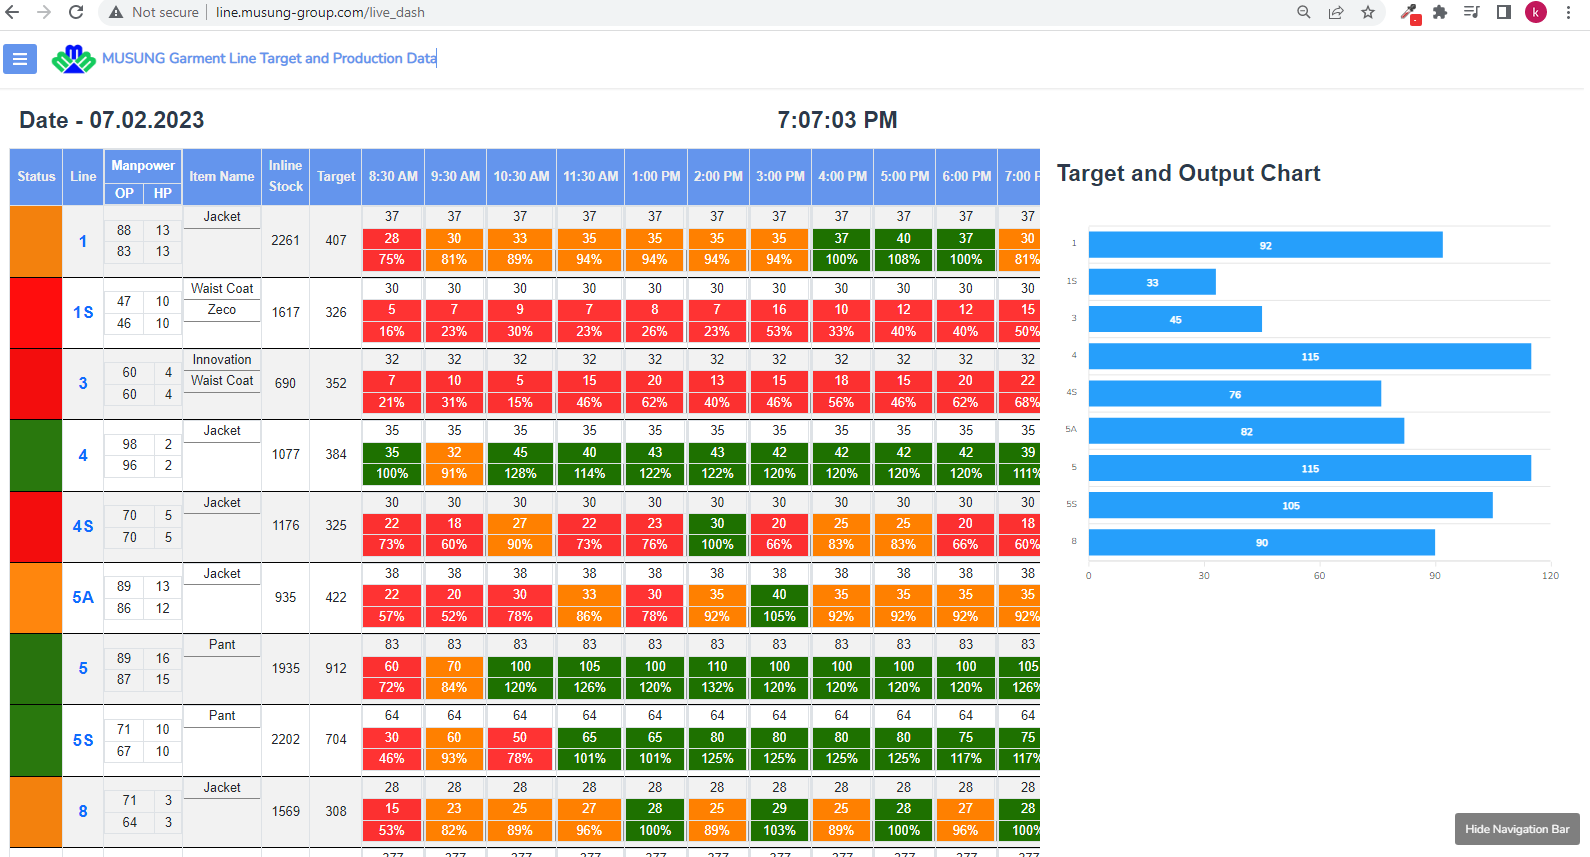 Not secure | line.musung-group.com/live_dash
k
MUSUNG Garment Line Target and Production Data
Date - 07.02.2023
7:07:03 PM
Status Line Manpower OP HP Item Name Inline Stock Target 8:30 AM 9:30 AM 10:30 AM 11:30 AM 1:00 PM 2:00 PM 3:00 PM 4:00 PM 5:00 PM 6:00 PM 7:00 P
Jacket 37 37 37 37 37 37 37 37 37 37 37
1 88 13 83 13 2261 407 28 30 33 35 35 35 35 37 40 37 30
75% 81% 89% 94% 94% 94% 94% 100% 108% 100% 81%
Waist Coat 30 30 30 30 30 30 30 30 30 30 30
1S 47 10 46 10 Zeco 1617 326 5 7 9 7 8 7 16 10 12 12 15
16% 23% 30% 23% 26% 23% 53% 33% 40% 40% 50%
Innovation 32 32 32 32 32 32 32 32 32 32 32
3 60 4 60 4 Waist Coat 690 352 7 10 5 15 20 13 15 18 15 20 22
21% 31% 15% 46% 62% 40% 46% 56% 46% 62% 68%
Jacket 35 35 35 35 35 35 35 35 35 35 35
4 98 2 96 2 1077 384 35 32 45 40 43 43 42 42 42 42 39
100% 91% 128% 114% 122% 122% 120% 120% 120% 120% 111%
Jacket 30 30 30 30 30 30 30 30 30 30 30
4S 70 5 70 5 1176 325 22 18 27 22 23 30 20 25 25 20 18
73% 60% 90% 73% 76% 100% 66% 83% 83% 66% 60%
Jacket 38 38 38 38 38 38 38 38 38 38 38
5A 89 13 86 12 935 422 22 20 30 33 30 35 40 35 35 35 35
57% 52% 78% 86% 78% 92% 105% 92% 92% 92% 92%
Pant 83 83 83 83 83 83 83 83 83 83 83
5 89 16 87 15 1935 912 60 70 100 105 100 110 100 100 100 100 105
72% 84% 120% 126% 120% 132% 120% 120% 120% 120% 126%
Pant 64 64 64 64 64 64 64 64 64 64 64
5S 71 10 67 10 2202 704 30 60 50 65 65 80 80 80 80 75 75
46% 93% 78% 101% 101% 125% 125% 125% 125% 117% 117%
Jacket 28 28 28 28 28 28 28 28 28 28 28
8 71 3 64 3 1569 308 15 23 25 27 28 25 29 25 28 27 28
53% 82% 89% 96% 100% 89% 103% 89% 100% 96% 100%
Target and Output Chart
1 92
1S 33
3 45
4 115
4S 76
5A 82
5 115
5S 105
8 90
0 30 60 90 120
Hide Navigation Bar